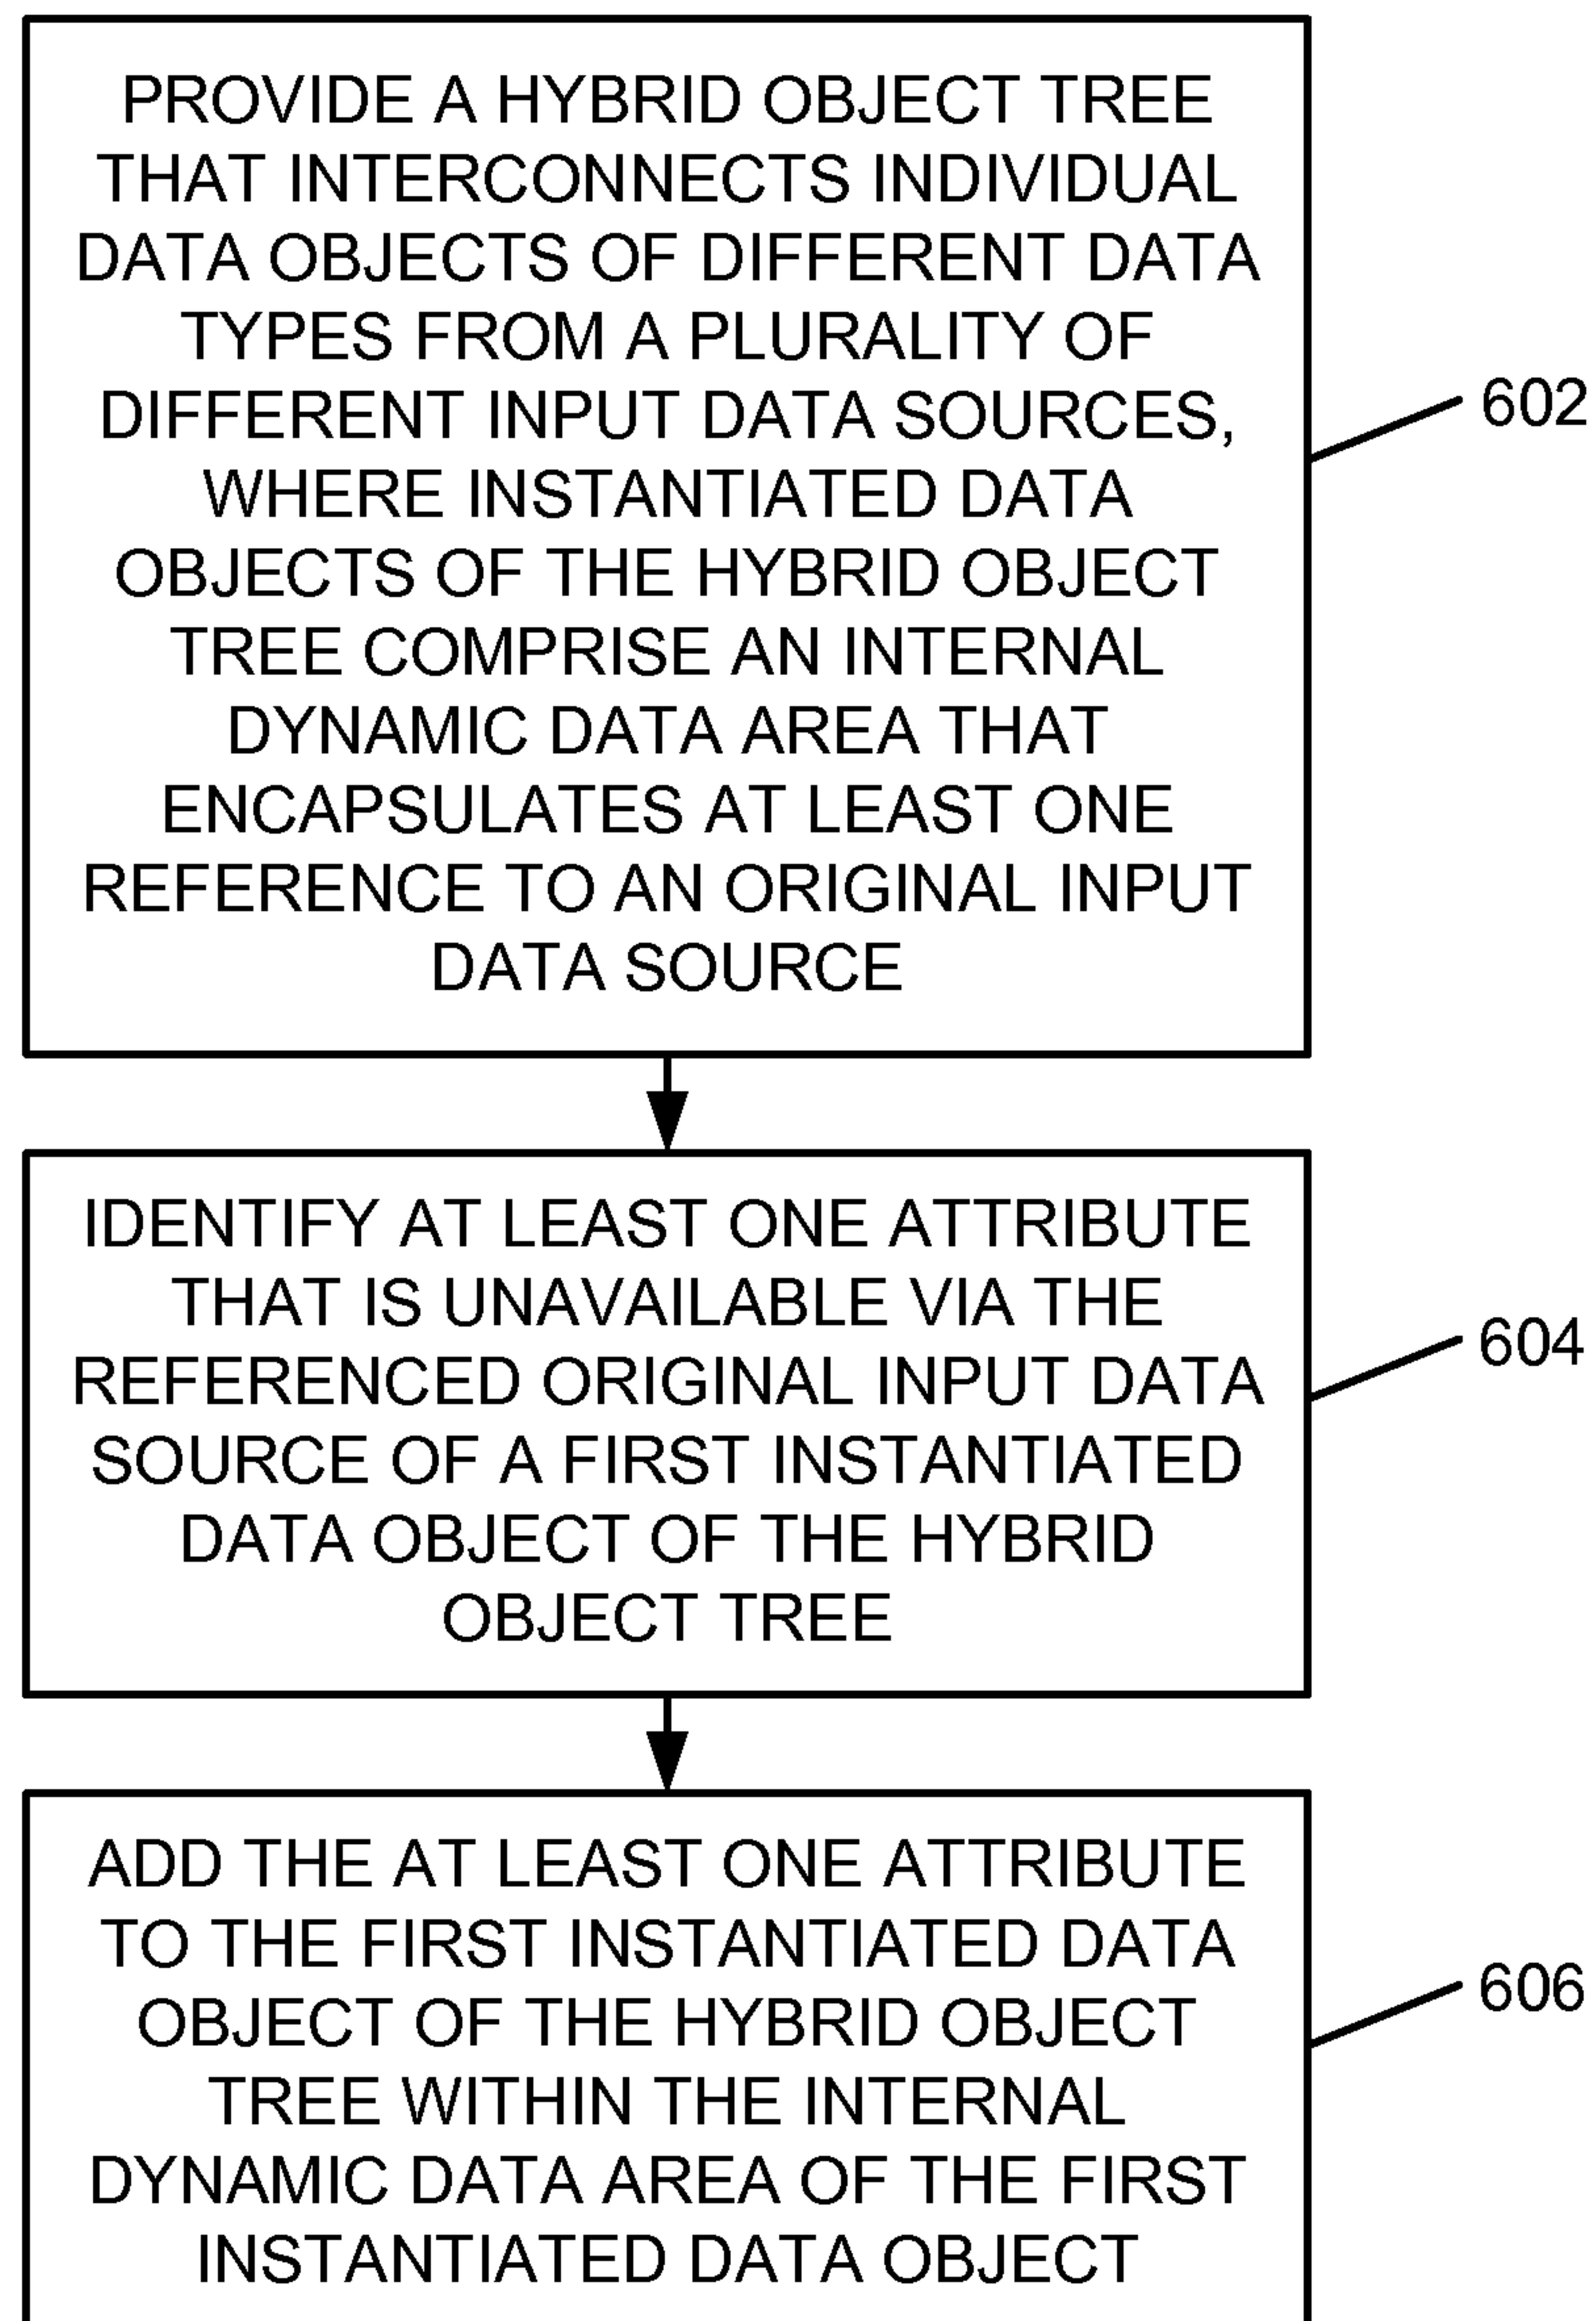 PROVIDE A HYBRID OBJECT TREE
THAT INTERCONNECTS INDIVIDUAL
DATA OBJECTS OF DIFFERENT DATA
TYPES FROM A PLURALITY OF
DIFFERENT INPUT DATA SOURCES,
WHERE INSTANTIATED DATA
OBJECTS OF THE HYBRID OBJECT
TREE COMPRISE AN INTERNAL
DYNAMIC DATA AREA THAT
ENCAPSULATES AT LEAST ONE
REFERENCE TO AN ORIGINAL INPUT
DATA SOURCE
602
IDENTIFY AT LEAST ONE ATTRIBUTE
THAT IS UNAVAILABLE VIA THE
REFERENCED ORIGINAL INPUT DATA
SOURCE OF A FIRST INSTANTIATED
DATA OBJECT OF THE HYBRID
OBJECT TREE
604
ADD THE AT LEAST ONE ATTRIBUTE
TO THE FIRST INSTANTIATED DATA
OBJECT OF THE HYBRID OBJECT
TREE WITHIN THE INTERNAL
DYNAMIC DATA AREA OF THE FIRST
INSTANTIATED DATA OBJECT
606